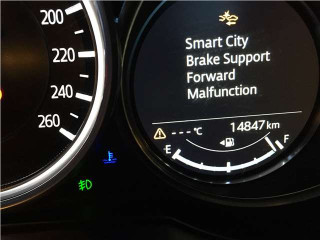 200
220
240
260
Smart City
Brake Support
Forward
Malfunction
---°C
14847 km
E
F